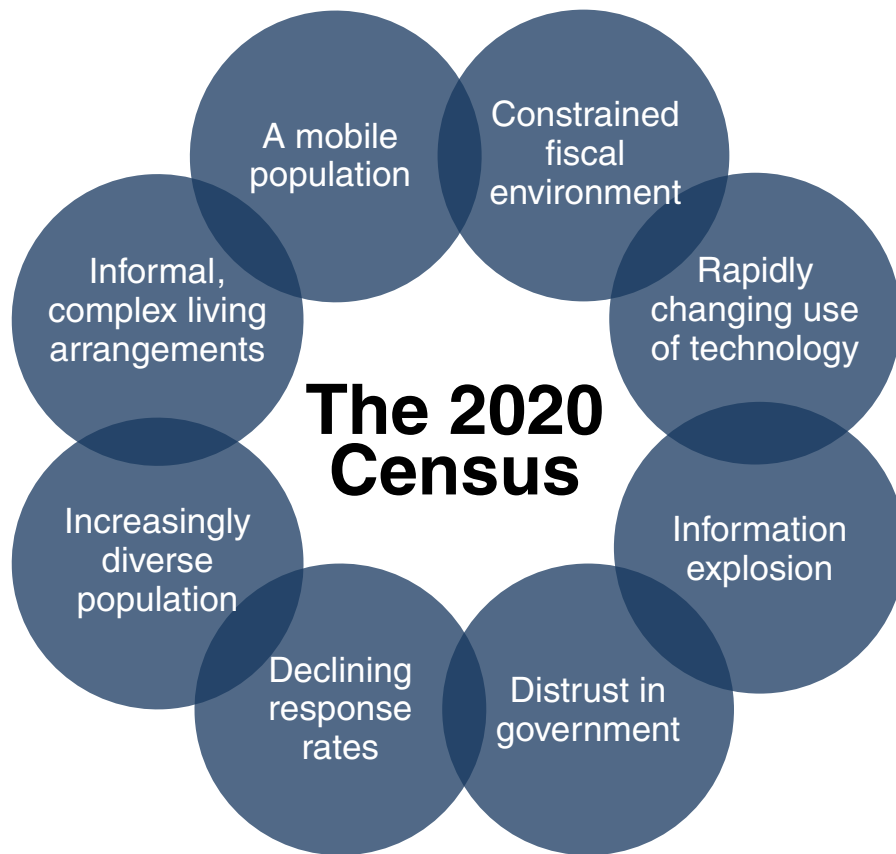 A mobile
population
Constrained
fiscal
environment
Rapidly
changing use
of technology
Information
explosion
Distrust in
government
Declining
response
rates
Increasingly
diverse
population
Informal,
complex living
arrangements
The 2020
Census